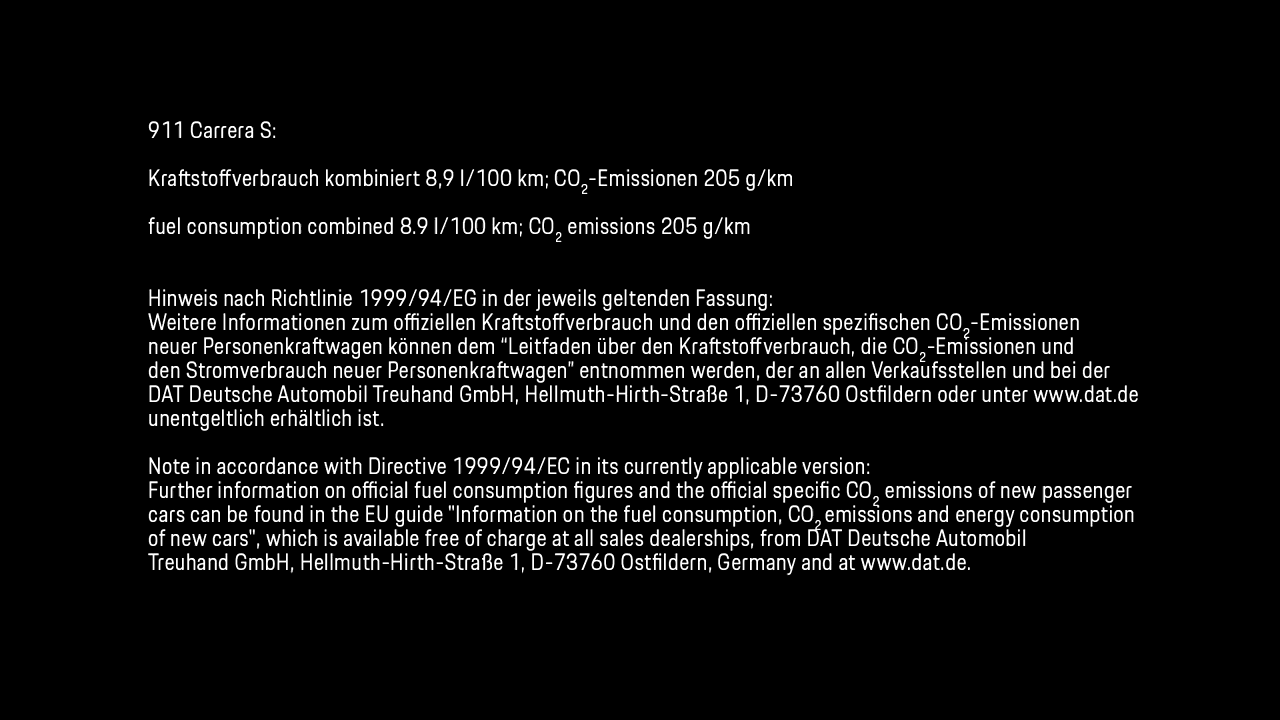 911 Carrera S:
Kraftstoffverbrauch kombiniert 8,9 l/100 km; CO₂-Emissionen 205 g/km
fuel consumption combined 8.9 l/100 km; CO₂ emissions 205 g/km
Hinweis nach Richtlinie 1999/94/EG in der jeweils geltenden Fassung:
Weitere Informationen zum offiziellen Kraftstoffverbrauch und den offiziellen spezifischen CO₂-Emissionen
neuer Personenkraftwagen können dem “Leitfaden über den Kraftstoffverbrauch, die CO₂-Emissionen und
den Stromverbrauch neuer Personenkraftwagen” entnommen werden, der an allen Verkaufsstellen und bei der
DAT Deutsche Automobil Treuhand GmbH, Hellmuth-Hirth-Straße 1, D-73760 Ostfildern oder unter www.dat.de
unentgeltlich erhältlich ist.
Note in accordance with Directive 1999/94/EC in its currently applicable version:
Further information on official fuel consumption figures and the official specific CO₂ emissions of new passenger
cars can be found in the EU guide "Information on the fuel consumption, CO₂ emissions and energy consumption
of new cars", which is available free of charge at all sales dealerships, from DAT Deutsche Automobil
Treuhand GmbH, Hellmuth-Hirth-Straße 1, D-73760 Ostfildern, Germany and at www.dat.de.